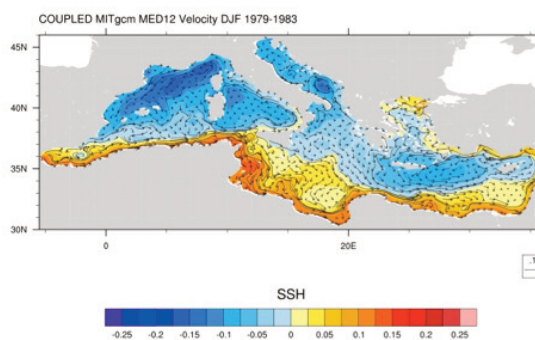 COUPLED MITgcm MED12 Velocity DJF 1979-1983
45N
40N
35N
30N
0
20E
.1
SSH
-0.25 -0.2 -0.15 -0.1 -0.05 0 0.05 0.1 0.15 0.2 0.25